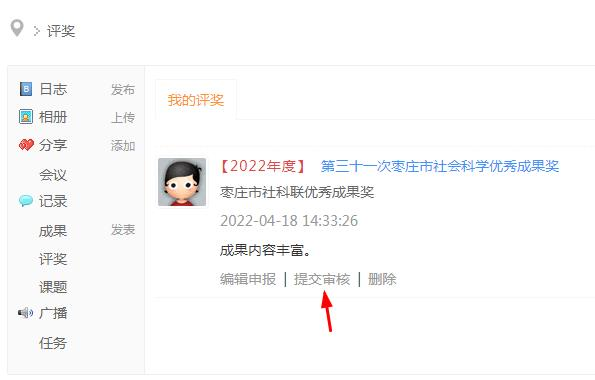 评奖
日志 发布
相册 上传
分享 添加
会议
记录
成果 发表
评奖
课题
广播
任务
我的评奖
【2022年度】 第三十一次枣庄市社会科学优秀成果奖
枣庄市社科联优秀成果奖
2022-04-18 14:33:26
成果内容丰富。
编辑申报 | 提交审核 | 删除